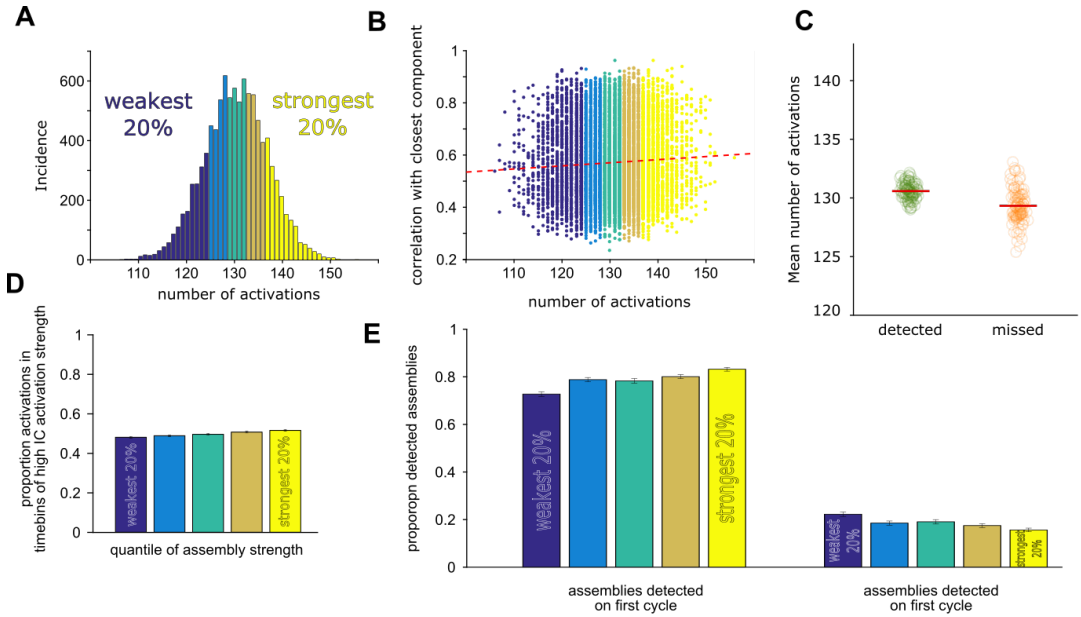 A
Incidence
600
400
200
0
weakest
20%
strongest
20%
110
120
130
140
150
number of activations
B
correlation with closest component
1
0.8
0.6
0.4
0.2
110
120
130
140
150
number of activations
C
Mean number of activations
140
135
130
125
120
detected
missed
D
proportion activations in
timebins of high IC activation strength
1
0.8
0.6
0.4
0.2
0
weakest 20%
strongest 20%
quantile of assembly strength
E
proporopn detected assemblies
1
0.8
0.6
0.4
0.2
0
weakest 20%
strongest 20%
weakest
20%
strongest
20%
assemblies detected
on first cycle
assemblies detected
on first cycle